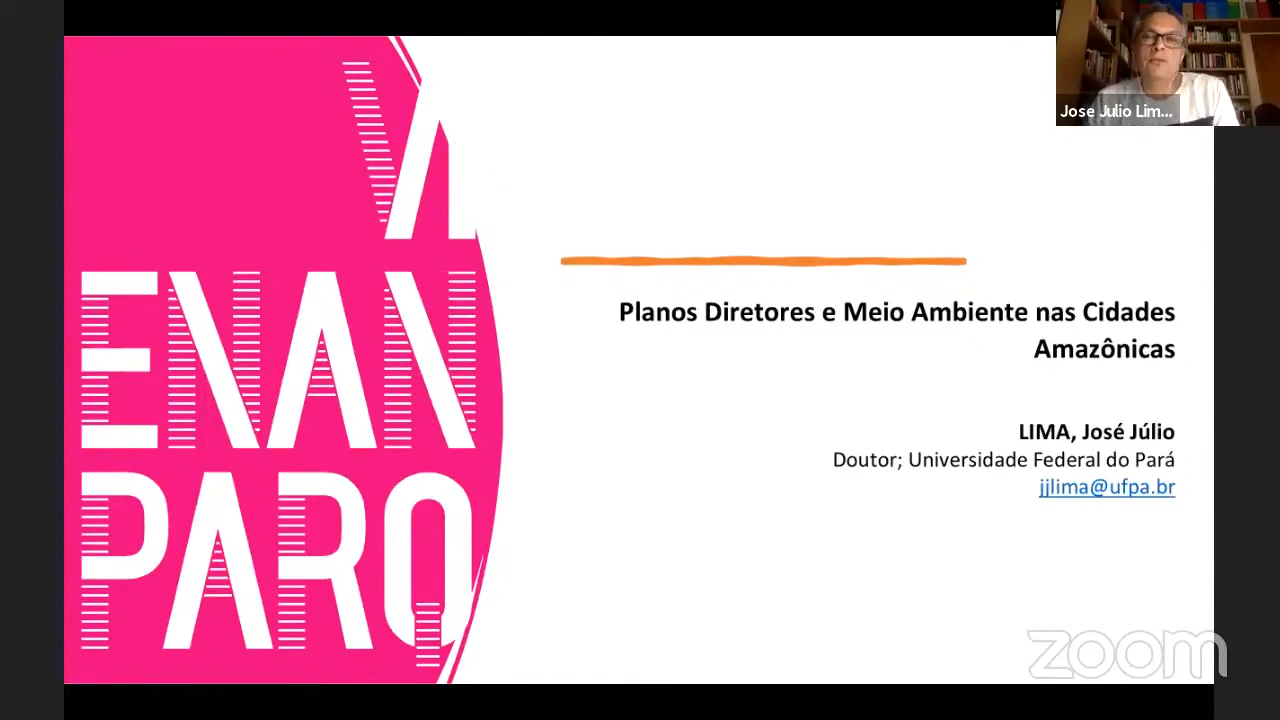 Jose Julio Lim...
ENAN
PARQ
Planos Diretores e Meio Ambiente nas Cidades
Amazônicas
LIMA, José Júlio
Doutor; Universidade Federal do Pará
jjlima@ufpa.br
zoom